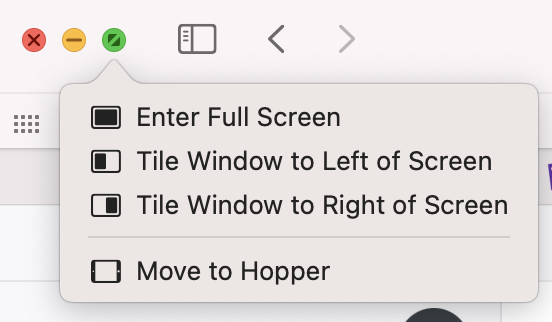 Enter Full Screen
Tile Window to Left of Screen
Tile Window to Right of Screen
Move to Hopper